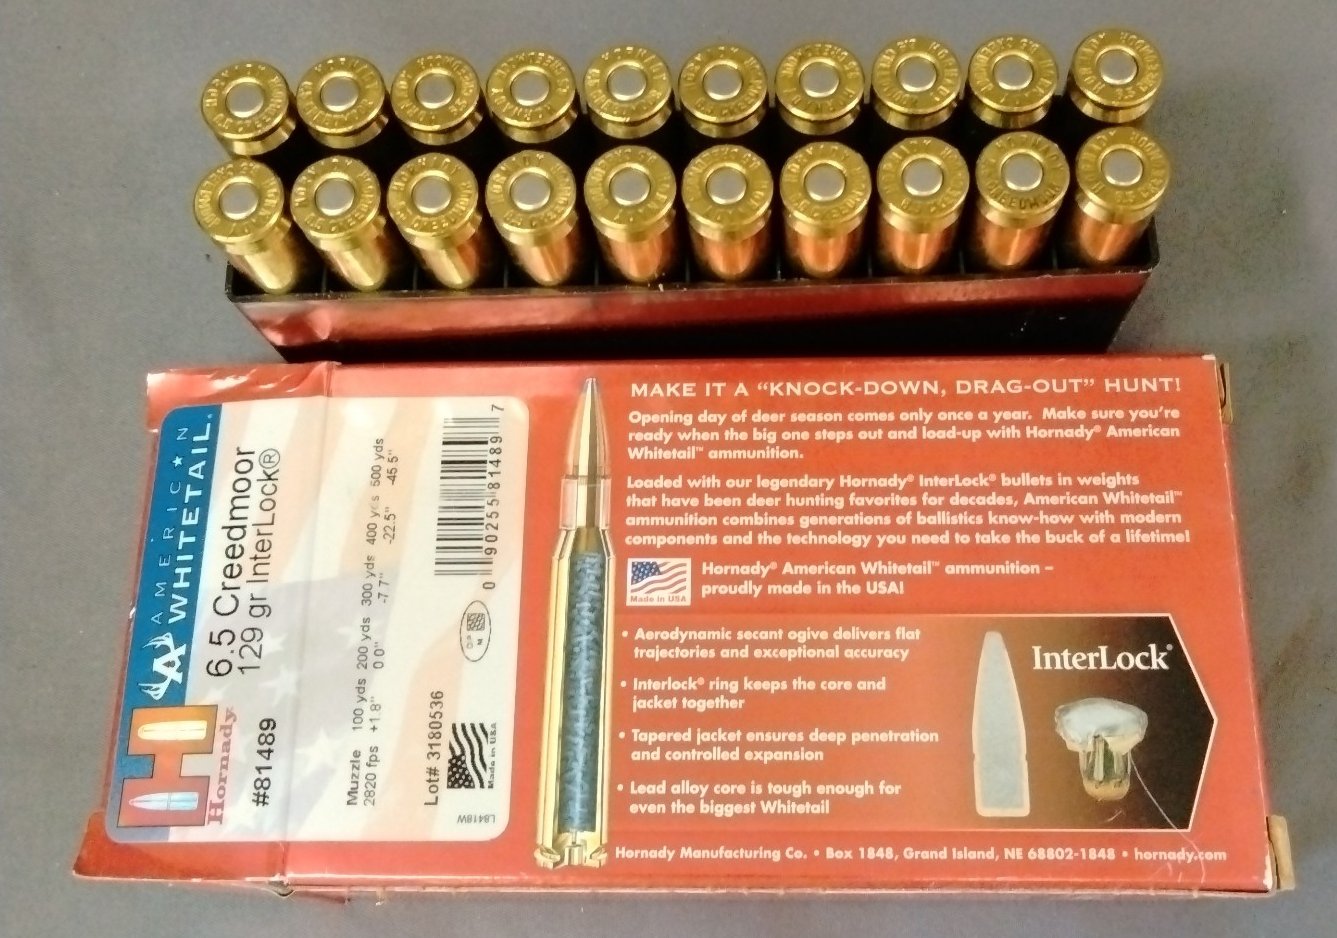 AMERIC★N
WHITETAIL.
H
Hornady.
6.5 Creedmoor
129 gr InterLock®
#81489
Muzzle 100 yds 200 yds 300 yds 400 yds 500 yds
2820 fps +1.8" 0.0" -7.7" -22.5" -45.5"
Lot# 3180536
Made in USA
L8418W
0 90255 81489 7
MAKE IT A “KNOCK-DOWN, DRAG-OUT” HUNT!
Opening day of deer season comes only once a year. Make sure you’re
ready when the big one steps out and load-up with Hornady® American
Whitetail™ ammunition.
Loaded with our legendary Hornady® InterLock® bullets in weights
that have been deer hunting favorites for decades, American Whitetail™
ammunition combines generations of ballistics know-how with modern
components and the technology you need to take the buck of a lifetime!
Made in USA
Hornady® American Whitetail™ ammunition –
proudly made in the USA!
• Aerodynamic secant ogive delivers flat
trajectories and exceptional accuracy
• Interlock® ring keeps the core and
jacket together
• Tapered jacket ensures deep penetration
and controlled expansion
• Lead alloy core is tough enough for
even the biggest Whitetail
InterLock®
Hornady Manufacturing Co. • Box 1848, Grand Island, NE 68802-1848 • hornady.com